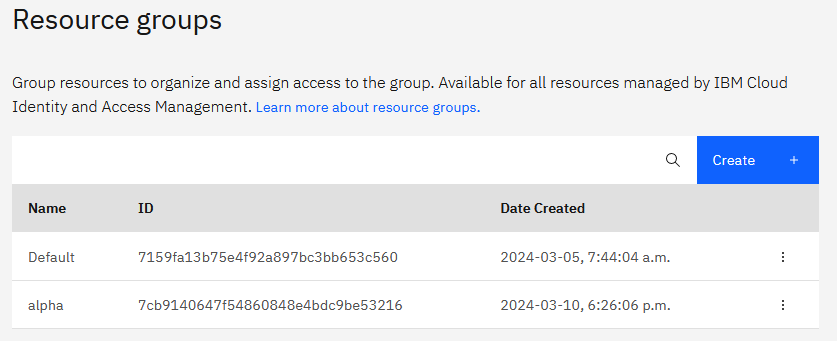 Resource groups
Group resources to organize and assign access to the group. Available for all resources managed by IBM Cloud
Identity and Access Management. Learn more about resource groups.
Create +
Name ID Date Created
Default 7159fa13b75e4f92a897bc3bb653c560 2024-03-05, 7:44:04 a.m.
alpha 7cb9140647f54860848e4bdc9be53216 2024-03-10, 6:26:06 p.m.